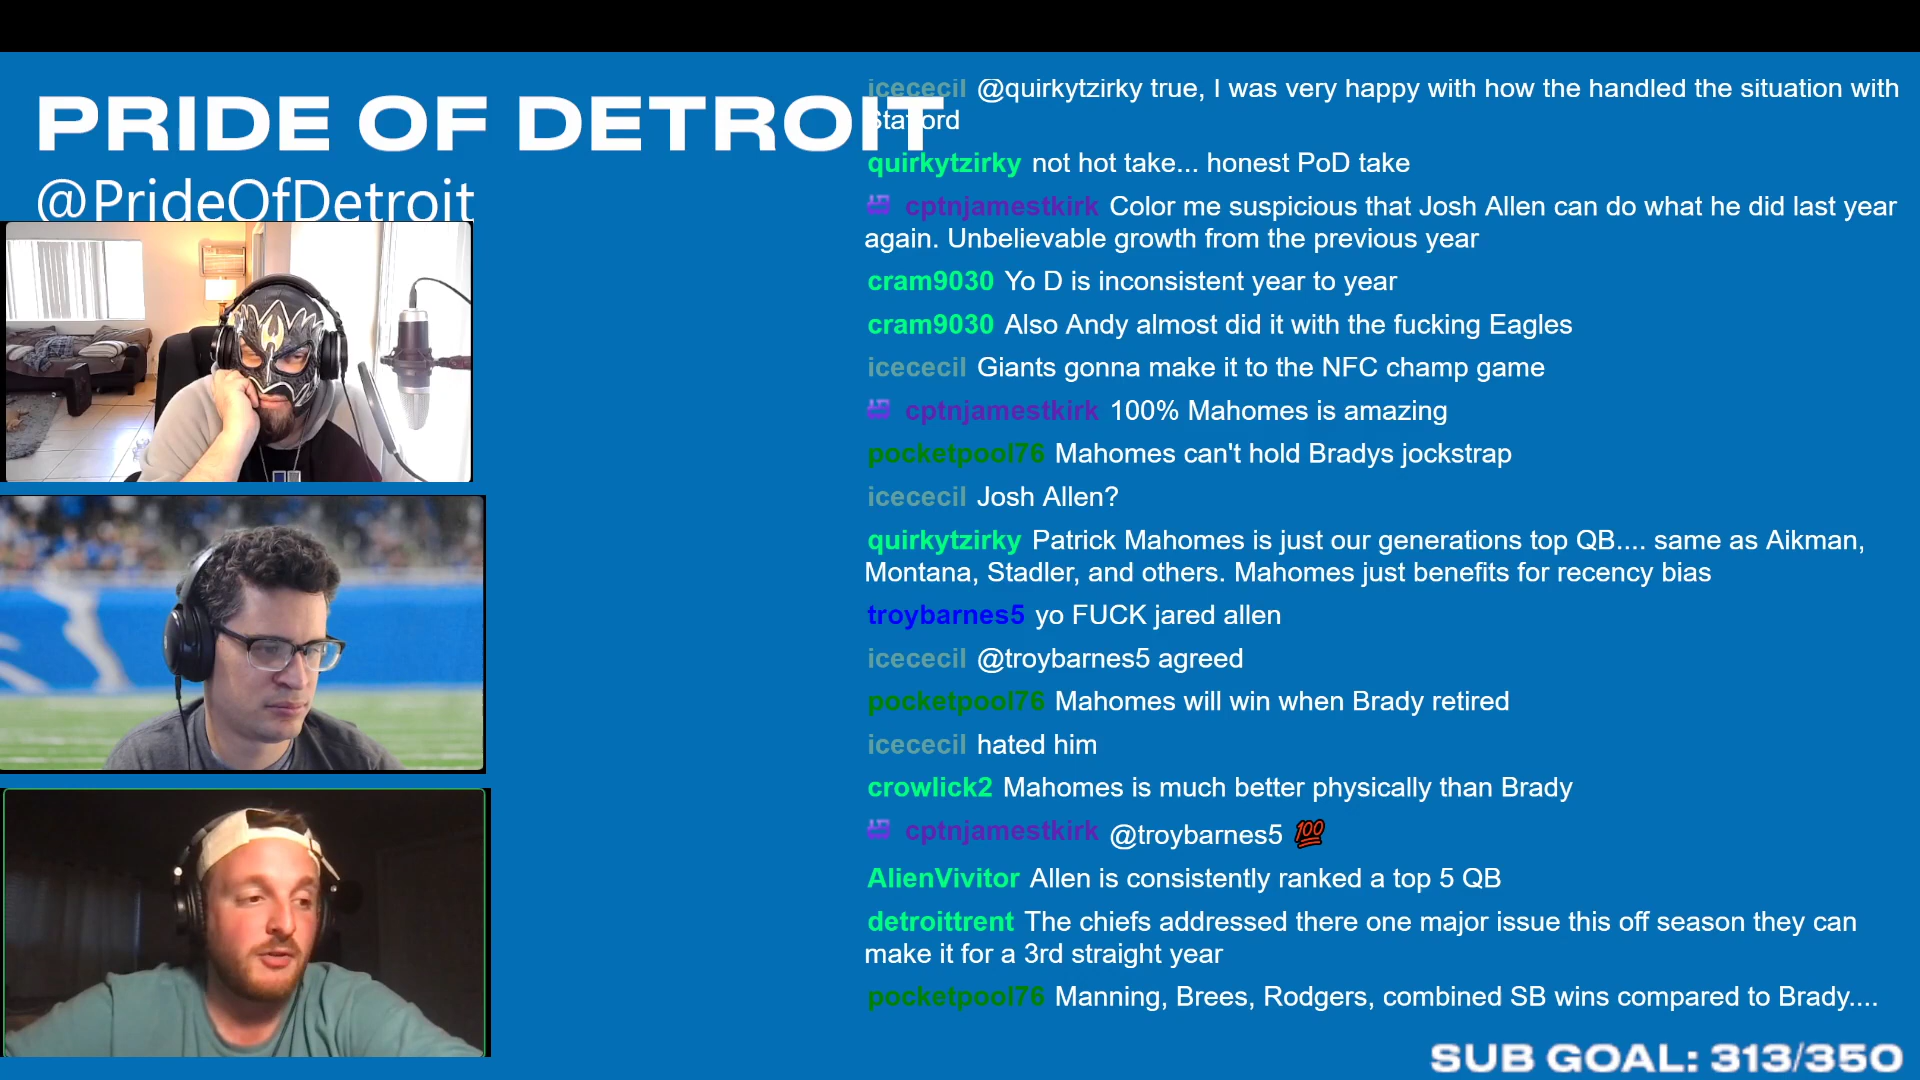 PRIDE OF DETROIT
@PrideOfDetroit
icececil @quirkytzirky true, I was very happy with how the handled the situation with
Stafford
quirkytzirky not hot take... honest PoD take
cptnjamestkirk Color me suspicious that Josh Allen can do what he did last year
again. Unbelievable growth from the previous year
cram9030 Yo D is inconsistent year to year
cram9030 Also Andy almost did it with the fucking Eagles
icececil Giants gonna make it to the NFC champ game
cptnjamestkirk 100% Mahomes is amazing
pocketpool76 Mahomes can't hold Bradys jockstrap
icececil Josh Allen?
quirkytzirky Patrick Mahomes is just our generations top QB.... same as Aikman,
Montana, Stadler, and others. Mahomes just benefits for recency bias
troybarnes5 yo FUCK jared allen
icececil @troybarnes5 agreed
pocketpool76 Mahomes will win when Brady retired
icececil hated him
crowlick2 Mahomes is much better physically than Brady
cptnjamestkirk @troybarnes5 💯
AlienVivitor Allen is consistently ranked a top 5 QB
detroittrent The chiefs addressed there one major issue this off season they can
make it for a 3rd straight year
pocketpool76 Manning, Brees, Rodgers, combined SB wins compared to Brady....
SUB GOAL: 313/350